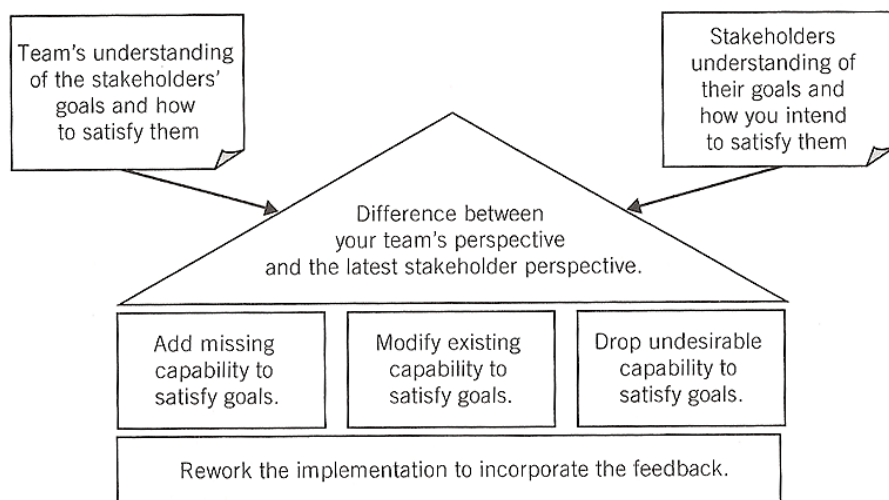 Team's understanding
of the stakeholders'
goals and how
to satisfy them
Stakeholders
understanding of
their goals and
how you intend
to satisfy them
Difference between
your team's perspective
and the latest stakeholder perspective.
Add missing
capability to
satisfy goals.
Modify existing
capability to
satisfy goals.
Drop undesirable
capability to
satisfy goals.
Rework the implementation to incorporate the feedback.